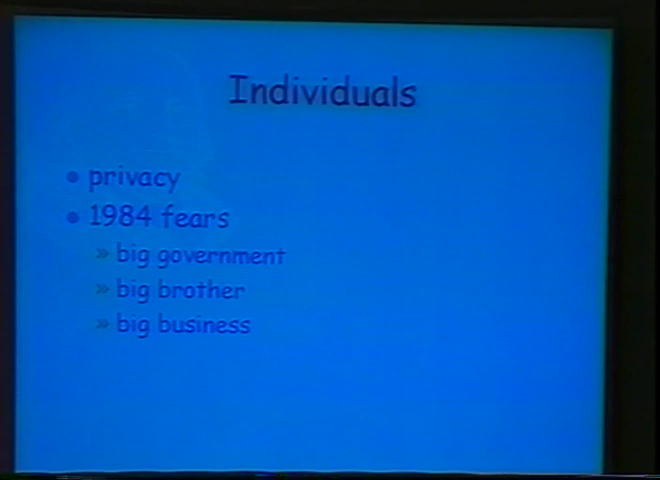 Individuals
• privacy
• 1984 fears
» big government
» big brother
» big business